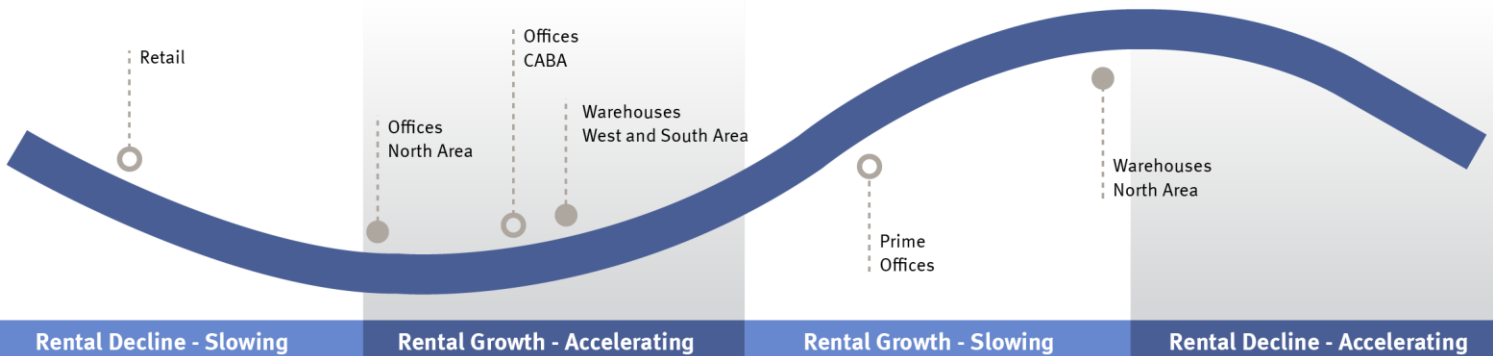 Retail
Offices
North Area
Offices
CABA
Warehouses
West and South Area
Prime
Offices
Warehouses
North Area
Rental Decline - Slowing
Rental Growth - Accelerating
Rental Growth - Slowing
Rental Decline - Accelerating